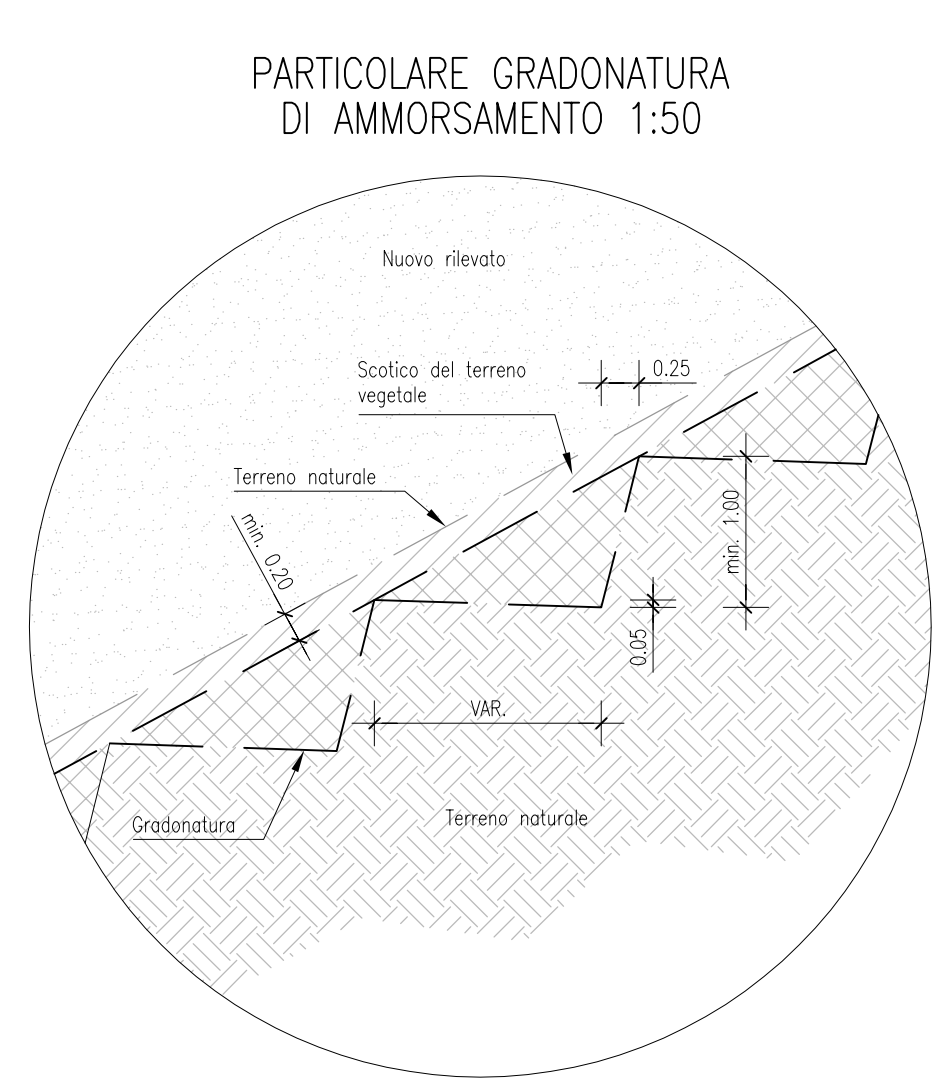 PARTICOLARE GRADONATURA
DI AMMORSAMENTO 1:50
Nuovo rilevato
Scotico del terreno
vegetale
0.25
Terreno naturale
min. 0.20
min. 1.00
0.05
VAR.
Gradonatura
Terreno naturale